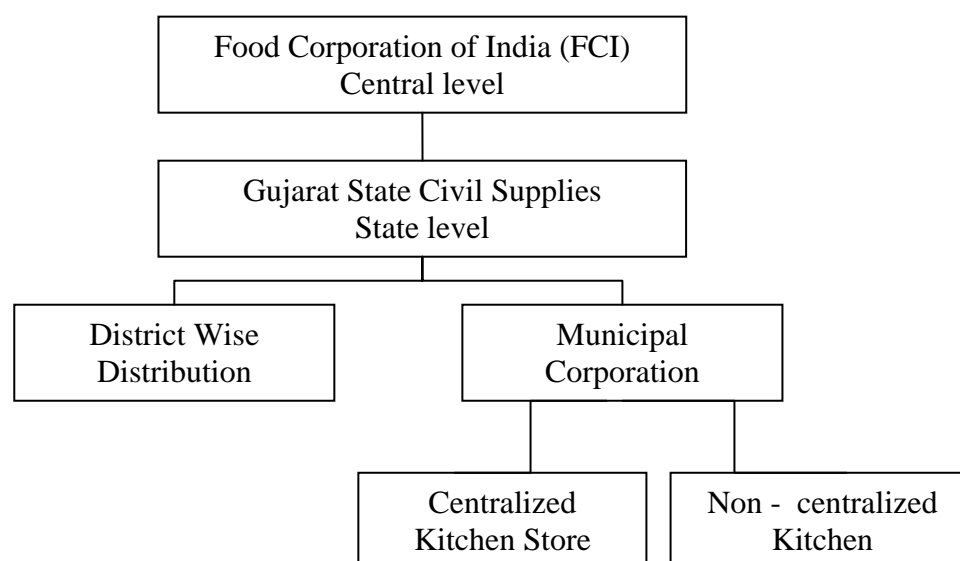 Food Corporation of India (FCI)
Central level
Gujarat State Civil Supplies
State level
District Wise
Distribution
Municipal
Corporation
Centralized
Kitchen Store
Non - centralized
Kitchen